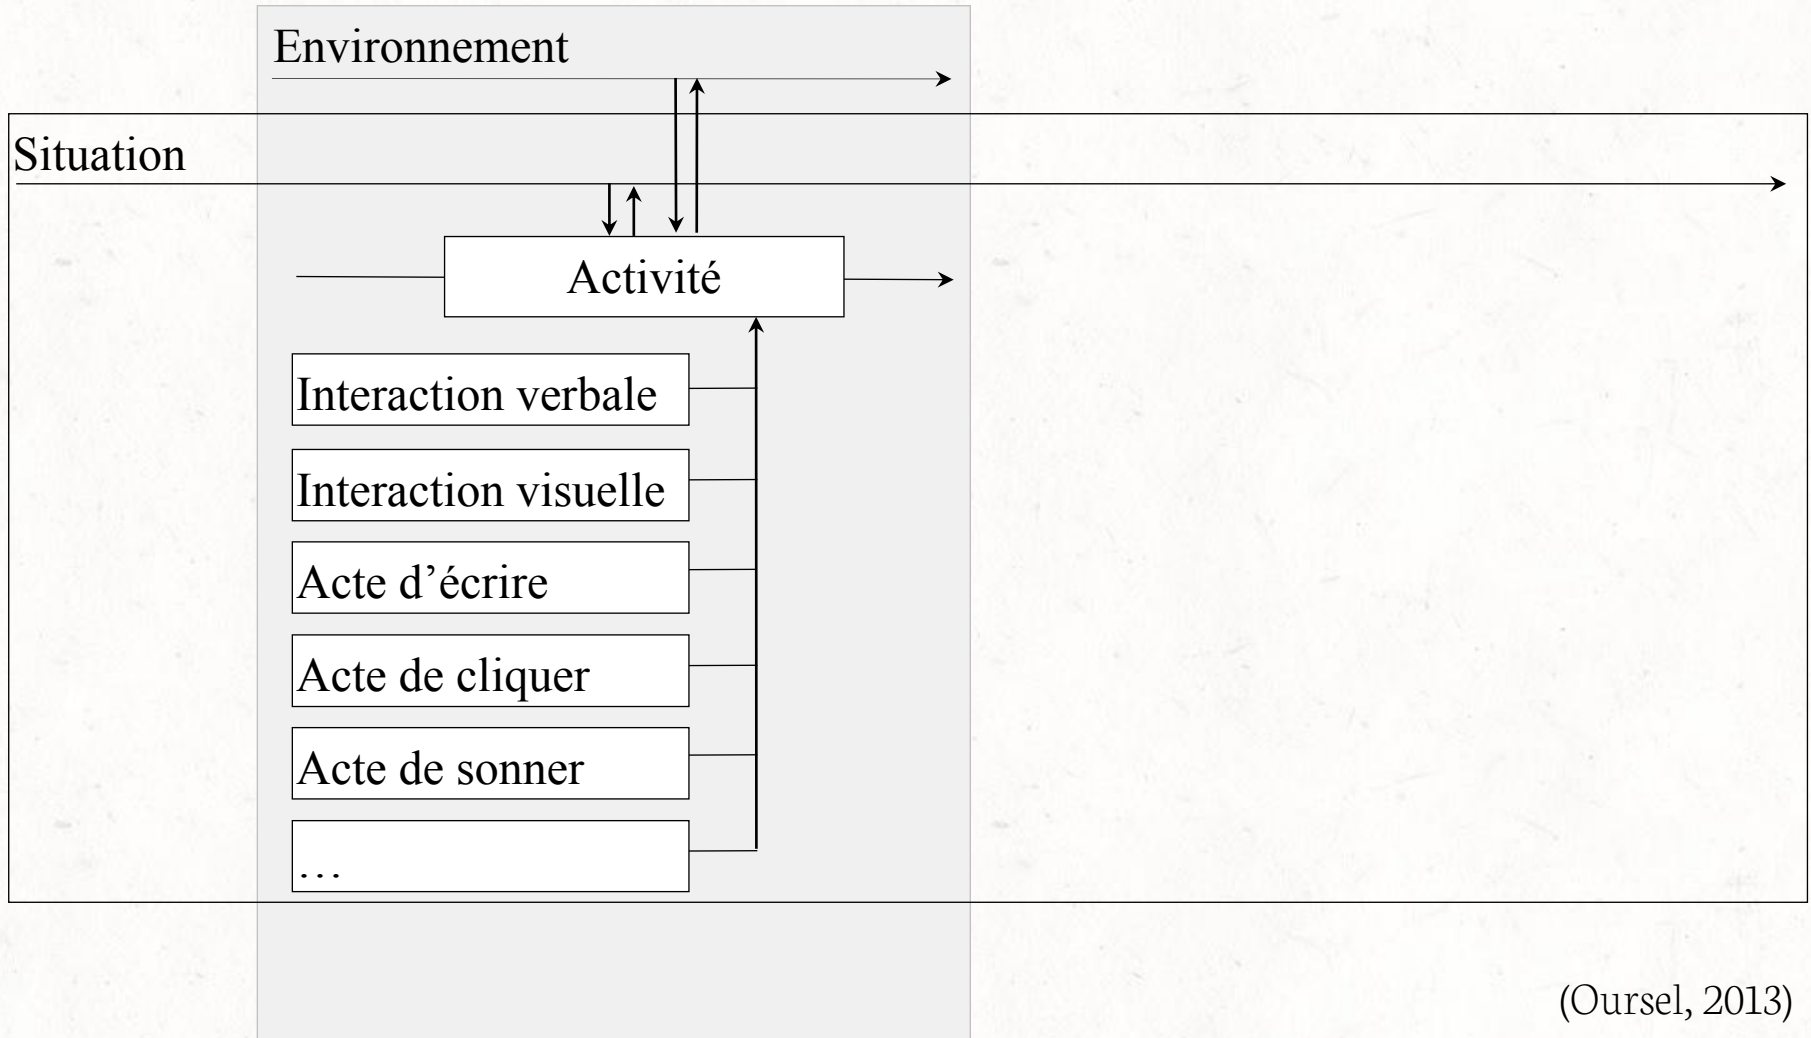 Environnement
Situation
Activité
Interaction verbale
Interaction visuelle
Acte d’écrire
Acte de cliquer
Acte de sonner
…
(Oursel, 2013)